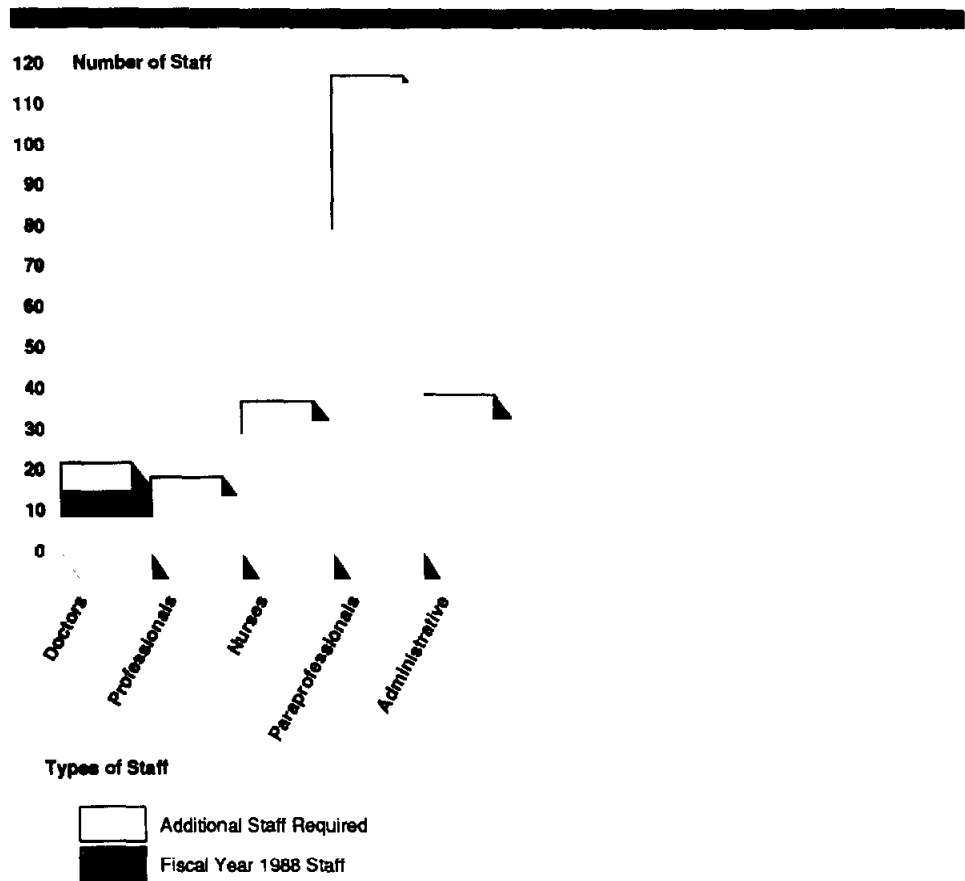 Number of Staff
120
110
100
90
80
70
60
50
40
30
20
10
0
Doctors
Professionals
Nurses
Paraprofessionals
Administrative
Types of Staff
Additional Staff Required
Fiscal Year 1988 Staff